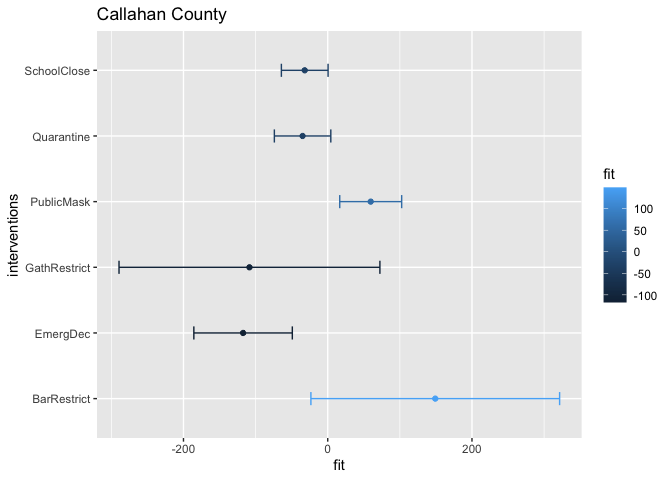 Callahan County
SchoolClose
Quarantine
PublicMask
GathRestrict
EmergDec
BarRestrict
interventions
-200
0
200
fit
fit
100
50
0
-50
-100